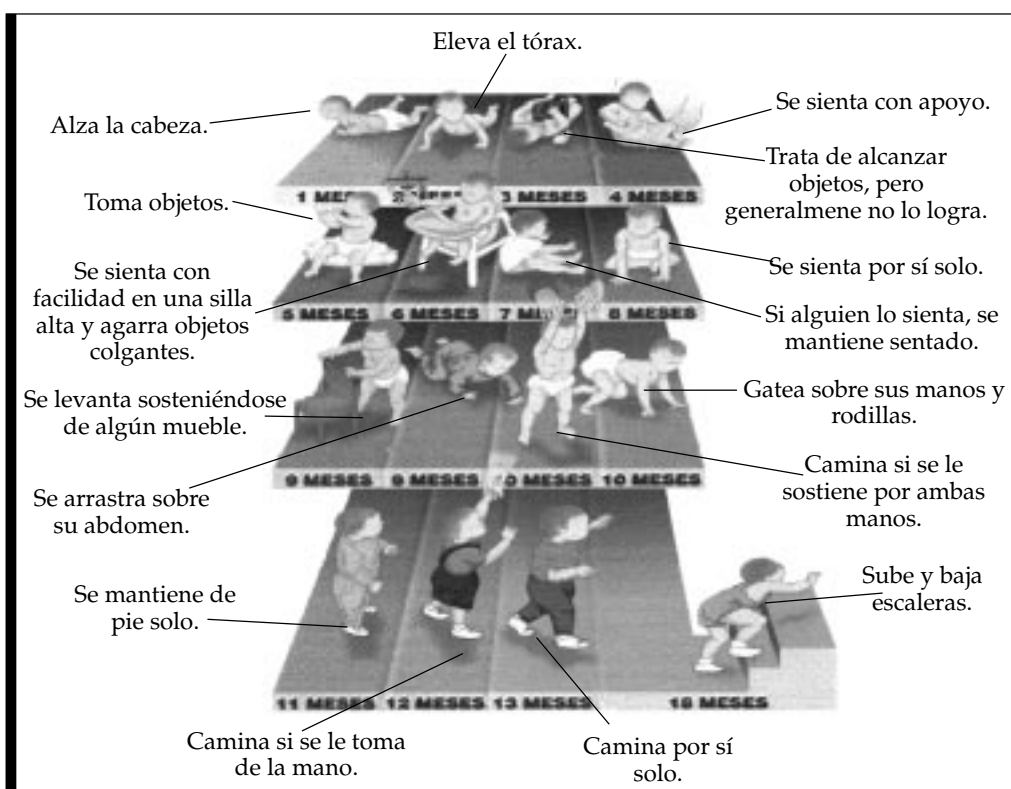 Eleva el tórax.
Alza la cabeza.
Se sienta con apoyo.
Trata de alcanzar
objetos, pero
generalmene no lo logra.
1 MES
2 MESES
3 MESES
4 MESES
Toma objetos.
Se sienta con
facilidad en una silla
alta y agarra objetos
colgantes.
Se sienta por sí solo.
Si alguien lo sienta, se
mantiene sentado.
5 MESES
6 MESES
7 MESES
8 MESES
Se levanta sosteniéndose
de algún mueble.
Se arrastra sobre
su abdomen.
Gatea sobre sus manos y
rodillas.
Camina si se le
sostiene por ambas
manos.
9 MESES
9 MESES
10 MESES
10 MESES
Se mantiene de
pie solo.
Sube y baja
escaleras.
11 MESES
12 MESES
13 MESES
18 MESES
Camina si se le toma
de la mano.
Camina por sí
solo.